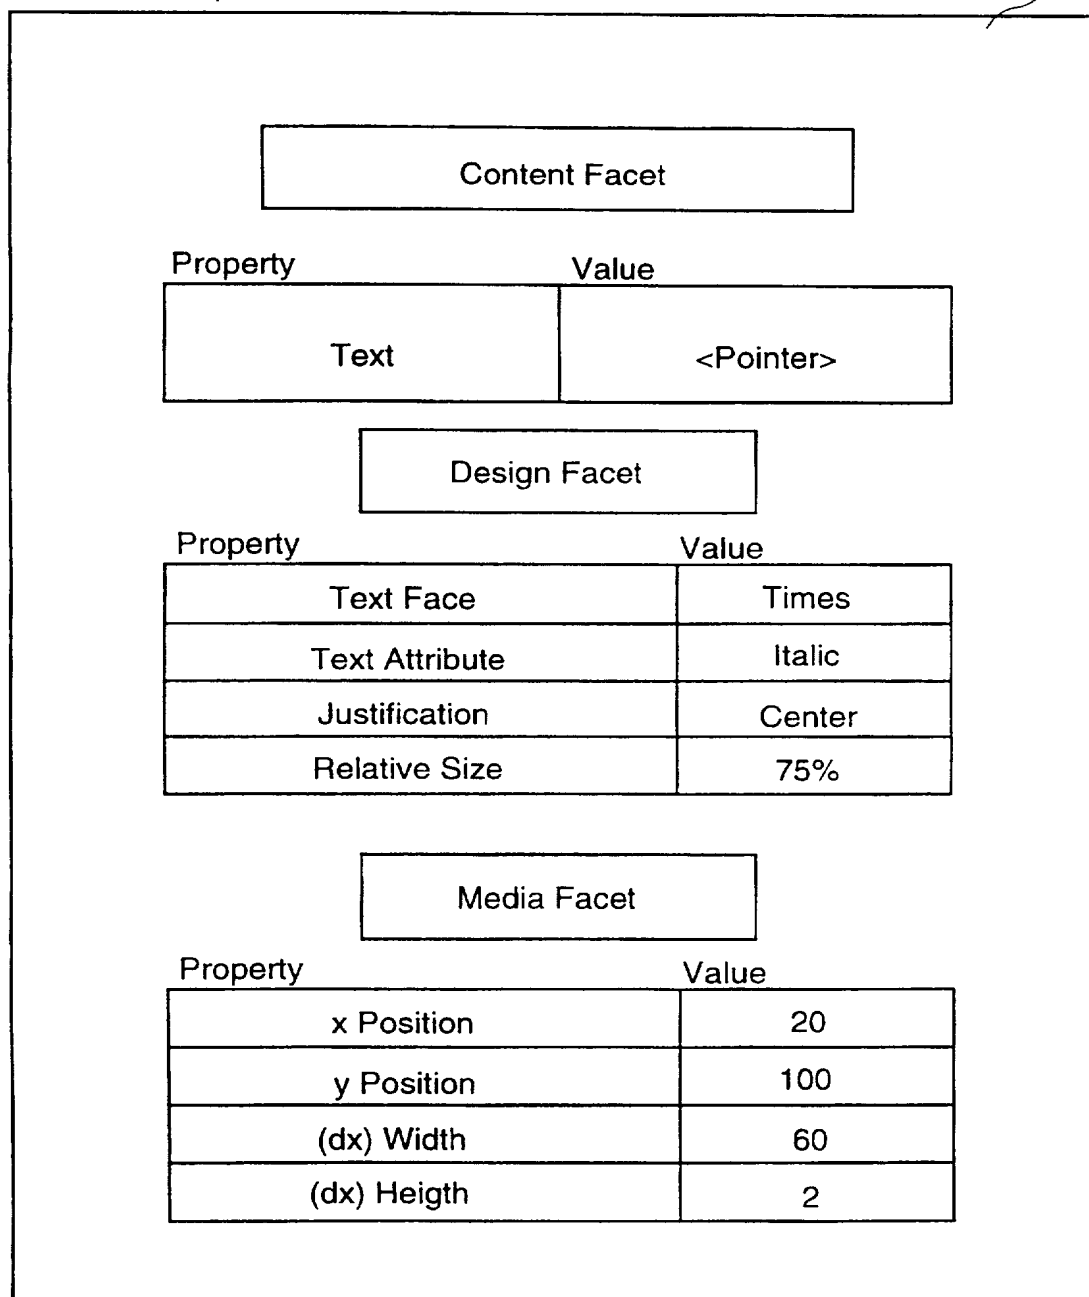 Content Facet
Property Value
Text <Pointer>
Design Facet
Property Value
Text Face Times
Text Attribute Italic
Justification Center
Relative Size 75%
Media Facet
Property Value
x Position 20
y Position 100
(dx) Width 60
(dx) Heigth 2